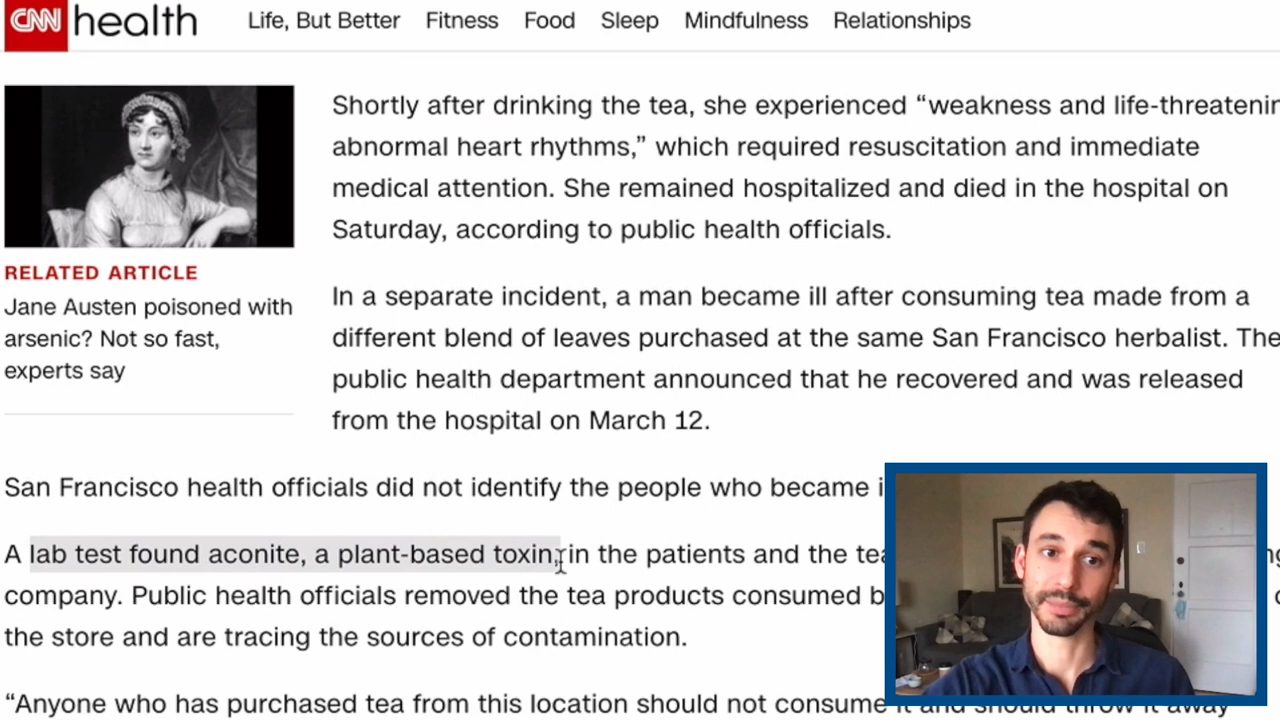 CNN health
Life, But Better Fitness Food Sleep Mindfulness Relationships
Shortly after drinking the tea, she experienced “weakness and
abnormal heart rhythms,” which required resuscitation and immediate
medical attention. She remained hospitalized and died in the hospital on
Saturday, according to public health officials.
RELATED ARTICLE
Jane Austen poisoned with
arsenic? Not so fast,
experts say
In a separate incident, a man became ill after consuming tea made from a
different blend of leaves purchased at the same San Francisco herbalist. The
public health department announced that he recovered and was released
from the hospital on March 12.
San Francisco health officials did not identify the people who became
A lab test found aconite, a plant-based toxin, in the patients and the
company. Public health officials removed the tea products consumed
the store and are tracing the sources of contamination.
“Anyone who has purchased tea from this location should not consume it and should throw it away